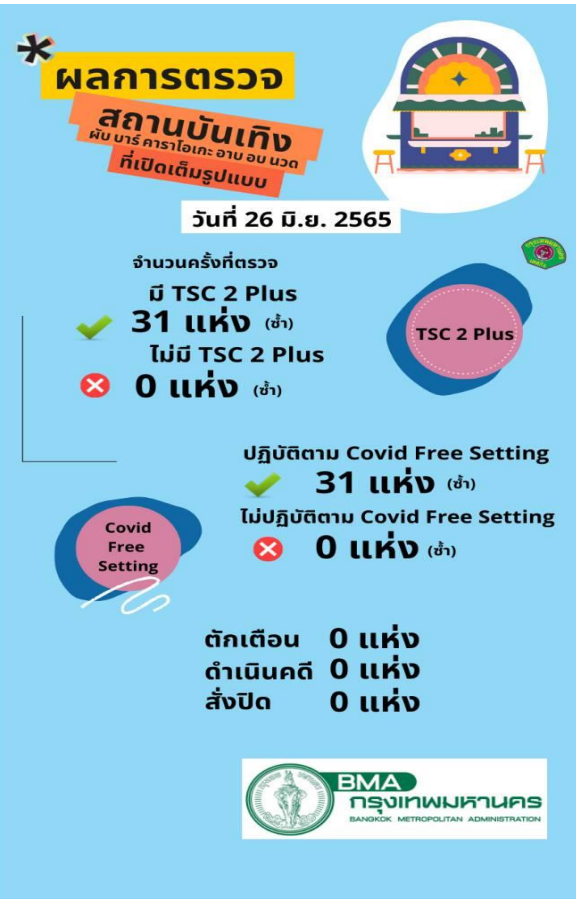 ผลการตรวจ
สถานบันเทิง
ผับ บาร์ คาราโอเกะ อาบ อบ นวด
ที่เปิดเต็มรูปแบบ
วันที่ 26 มิ.ย. 2565
จำนวนครั้งที่ตรวจ
มี TSC 2 Plus
31 แห่ง (ซ้ำ)
ไม่มี TSC 2 Plus
0 แห่ง (ซ้ำ)
TSC 2 Plus
ปฏิบัติตาม Covid Free Setting
31 แห่ง (ซ้ำ)
ไม่ปฏิบัติตาม Covid Free Setting
0 แห่ง (ซ้ำ)
Covid
Free
Setting
ตักเตือน 0 แห่ง
ดำเนินคดี 0 แห่ง
สั่งปิด 0 แห่ง
BMA
กรุงเทพมหานคร
BANGKOK METROPOLITAN ADMINISTRATION